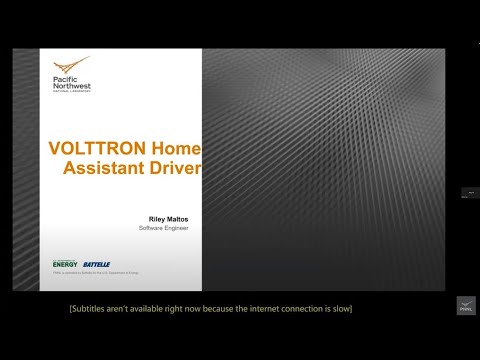 Pacific
Northwest
NATIONAL LABORATORY
VOLTTRON Home
Assistant Driver
Riley Maltos
Software Engineer
ENERGY BATTELLE
PNNL is operated by Battelle for the U.S. Department of Energy
[Subtitles aren't available right now because the internet connection is slow]
PNNL